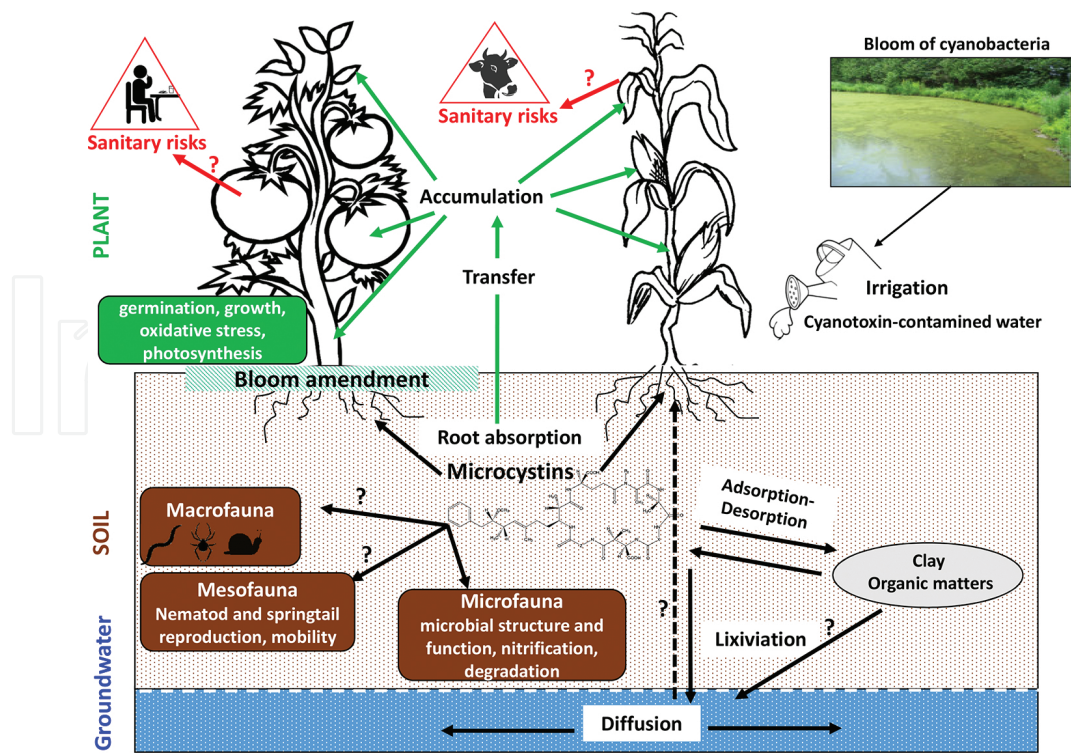 Bloom of cyanobacteria
?
Sanitary risks
?
Sanitary risks
PLANT
Accumulation
Transfer
Irrigation
Cyanotoxin-contamined water
germination, growth,
oxidative stress,
photosynthesis
Bloom amendment
Root absorption
Microcystins
SOIL
Macrofauna
?
?
Mesofauna
Nematod and springtail
reproduction, mobility
Microfauna
microbial structure and
function, nitrification,
degradation
Adsorption-
Desorption
Clay
Organic matters
?
Lixiviation
?
Groundwater
Diffusion